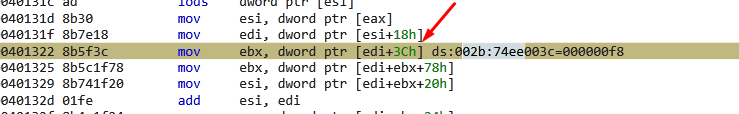 040131c ad lods dword ptr [esi]
040131d 8b30 mov esi, dword ptr [eax]
040131f 8b7e18 mov edi, dword ptr [esi+18h]
0401322 8b5f3c mov ebx, dword ptr [edi+3Ch] ds:002b:74ee003c=000000f8
0401325 8b5c1f78 mov ebx, dword ptr [edi+ebx+78h]
0401329 8b741f20 mov esi, dword ptr [edi+ebx+20h]
040132d 01fe add esi, edi